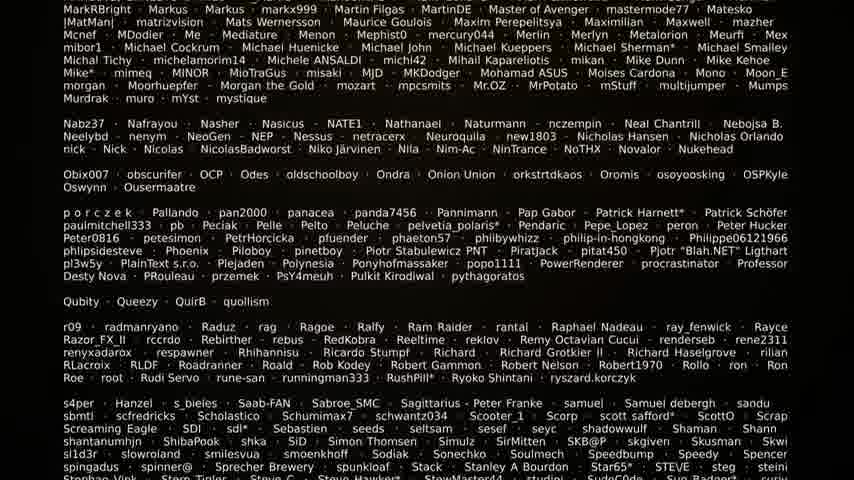 MarkRBright · Markus · Markus · markx999 · Martin Filgas · MartinDE · Master of Avenger · mastermode77 · Matesko
|MatMan| · matrizvision · Mats Wernersson · Maurice Goulois · Maxim Perepelitsya · Maximilian · Maxwell · mazher
Mcnef · MDodier · Me · Mediature · Menon · Mephist0 · mercury044 · Merlin · Merlyn · Metalorion · Meurfi · Mex
mibor1 · Michael Cockrum · Michael Huenicke · Michael John · Michael Kueppers · Michael Sherman* · Michael Smalley
Michal Tichy · michelamorim14 · Michele ANSALDI · michi42 · Mihail Kapareliotis · mikan · Mike Dunn · Mike Kehoe
Mike* · mimeq · MINOR · MioTraGus · misaki · MJD · MKDodger · Mohamad ASUS · Moises Cardona · Mono · Moon_E
morgan · Moorhuepfer · Morgan the Gold · mozart · mpcsmits · Mr.OZ · MrPotato · mStuff · multijumper · Mumps
Murdrak · muro · mYst · mystique
Nabz37 · Nafrayou · Nasher · Nasicus · NATE1 · Nathanael · Naturmann · nczempin · Neal Chantrill · Nebojsa B.
Neelybd · nenym · NeoGen · NEP · Nessus · netracerx · Neuroquila · new1803 · Nicholas Hansen · Nicholas Orlando
nick · Nick · Nicolas · NicolasBadworst · Niko Järvinen · Nila · Nim-Ac · NinTrance · NoTHX · Novalor · Nukehead
Obix007 · obscurifer · OCP · Odes · oldschoolboy · Ondra · Onion Union · orkstrtdkaos · Oromis · osoyoosking · OSPKyle
Oswynn · Ousermaatre
p o r c z e k · Pallando · pan2000 · panacea · panda7456 · Pannimann · Pap Gabor · Patrick Harnett* · Patrick Schöfer
paulmitchell333 · pb · Peciak · Pelle · Pelto · Peluche · pelvetia_polaris* · Pendaric · Pepe_Lopez · peron · Peter Hucker
Peter0816 · petesimon · PetrHorcicka · pfuender · phaeton57 · philbywhizz · philip-in-hongkong · Philippe06121966
phlipsidesteve · Phoenix · Piloboy · pinetboy · Piotr Stabulewicz PNT · PiratJack · pitat450 · Pjotr "Blah.NET" Ligthart
pl3w5y · PlainText s.r.o. · Plejaden · Polynesia · Ponyhofmassaker · popo1111 · PowerRenderer · procrastinator · Professor
Desty Nova · PRouleau · przemek · PsY4meuh · Pulkit Kirodiwal · pythagoratos
Qubity · Queezy · QuirB · quollism
r09 · radmanryano · Raduz · rag · Ragoe · Ralfy · Ram Raider · rantal · Raphael Nadeau · ray_fenwick · Rayce
Razor_FX_II · rccrdo · Rebirther · rebus · RedKobra · Reeltime · reklov · Remy Octavian Cucui · renderseb · rene2311
renyxadarox · respawner · Rhihannisu · Ricardo Stumpf · Richard · Richard Grotkier II · Richard Haselgrove · rilian
RLacroix · RLDF · Roadranner · Roald · Rob Kodey · Robert Gammon · Robert Nelson · Robert1970 · Rollo · ron · Ron
Roe · root · Rudi Servo · rune-san · runningman333 · RushPill* · Ryoko Shintani · ryszard.korczyk
s4per · Hanzel · s_bieies · Saab-FAN · Sabroe_SMC · Sagittarius - Peter Franke · samuel · Samuel debergh · sandu
sbmtl · scfredricks · Scholastico · Schumimax7 · schwantz034 · Scooter_1 · Scorp · scott safford* · ScottO · Scrap
Screaming Eagle · SDI · sdl* · Sebastien · seeds · seltsam · sesef · seyc · shadowwulf · Shaman · Shann
shantanumhjn · ShibaPook · shka · SiD · Simon Thomsen · Simulz · SirMitten · SKB@P · skgiven · Skusman · Skwi
sl1d3r · slowroland · smilesvua · smoenkhoff · Sodiak · Sonechko · Soulmech · Speedbump · Speedy · Spencer
spingadus · spinner@ · Sprecher Brewery · spunkloaf · Stack · Stanley A Bourdon · Star65* · STE\/E · steg · steini